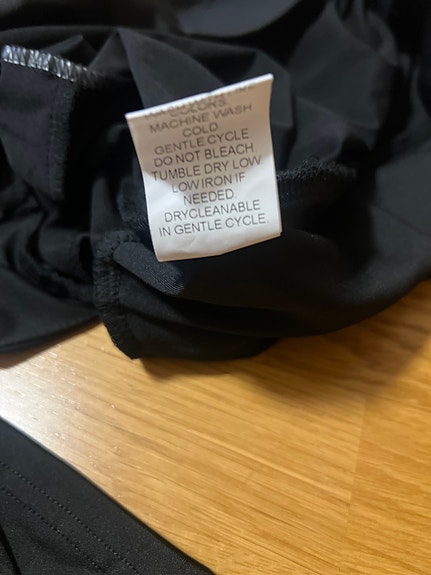 COLORS.
MACHINE WASH
COLD
GENTLE CYCLE
DO NOT BLEACH.
TUMBLE DRY LOW.
LOW IRON IF
NEEDED.
DRYCLEANABLE
IN GENTLE CYCLE.